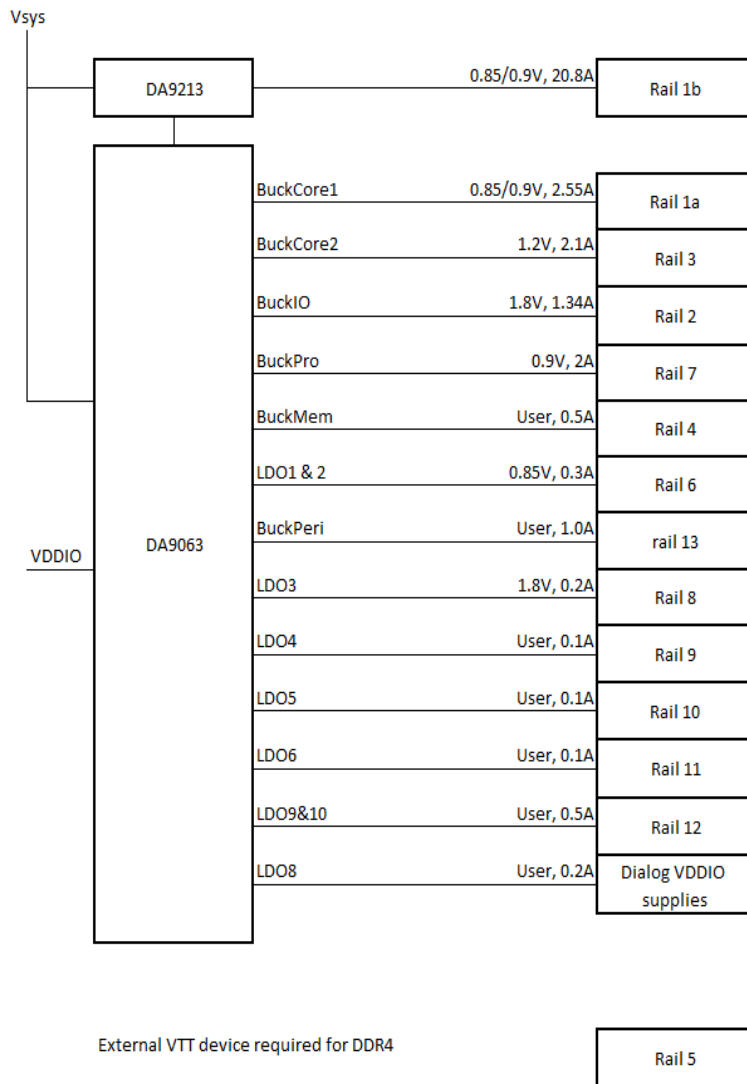 Vsys
DA9213
0.85/0.9V, 20.8A
Rail 1b
DA9063
VDDIO
BuckCore1
0.85/0.9V, 2.55A
Rail 1a
BuckCore2
1.2V, 2.1A
Rail 3
BuckIO
1.8V, 1.34A
Rail 2
BuckPro
0.9V, 2A
Rail 7
BuckMem
User, 0.5A
Rail 4
LDO1 & 2
0.85V, 0.3A
Rail 6
BuckPeri
User, 1.0A
rail 13
LDO3
1.8V, 0.2A
Rail 8
LDO4
User, 0.1A
Rail 9
LDO5
User, 0.1A
Rail 10
LDO6
User, 0.1A
Rail 11
LDO9&10
User, 0.5A
Rail 12
LDO8
User, 0.2A
Dialog VDDIO
supplies
External VTT device required for DDR4
Rail 5